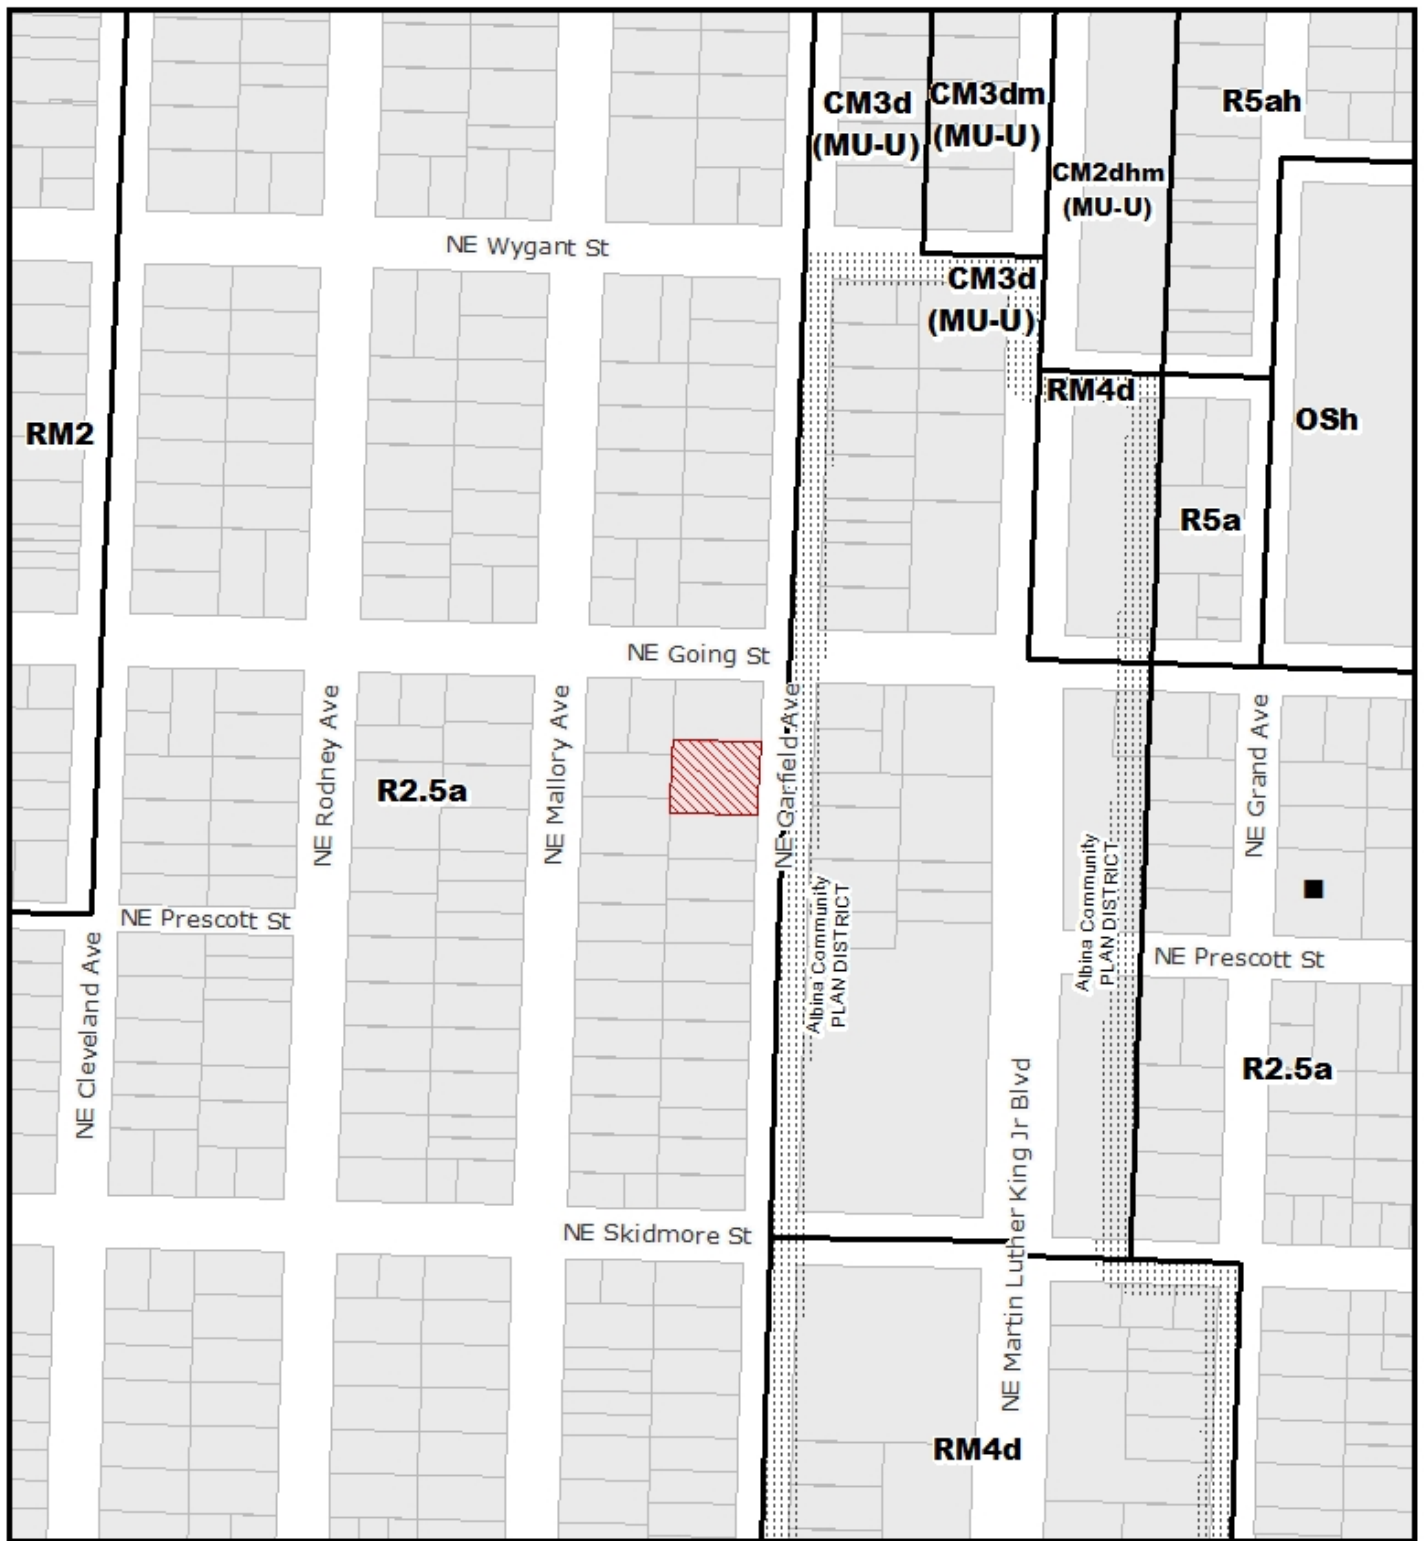 R5ah
CM3d
(MU-U)
CM3dm
(MU-U)
CM2dhm
(MU-U)
NE Wygant St
CM3d
(MU-U)
RM4d
OSh
RM2
R5a
NE Going St
NE Rodney Ave
R2.5a
NE Mallory Ave
NE Garfield Ave
NE Grand Ave
Albina Community
PLAN DISTRICT
Albina Community
PLAN DISTRICT
NE Prescott St
NE Prescott St
NE Cleveland Ave
R2.5a
NE Martin Luther King Jr Blvd
NE Skidmore St
RM4d